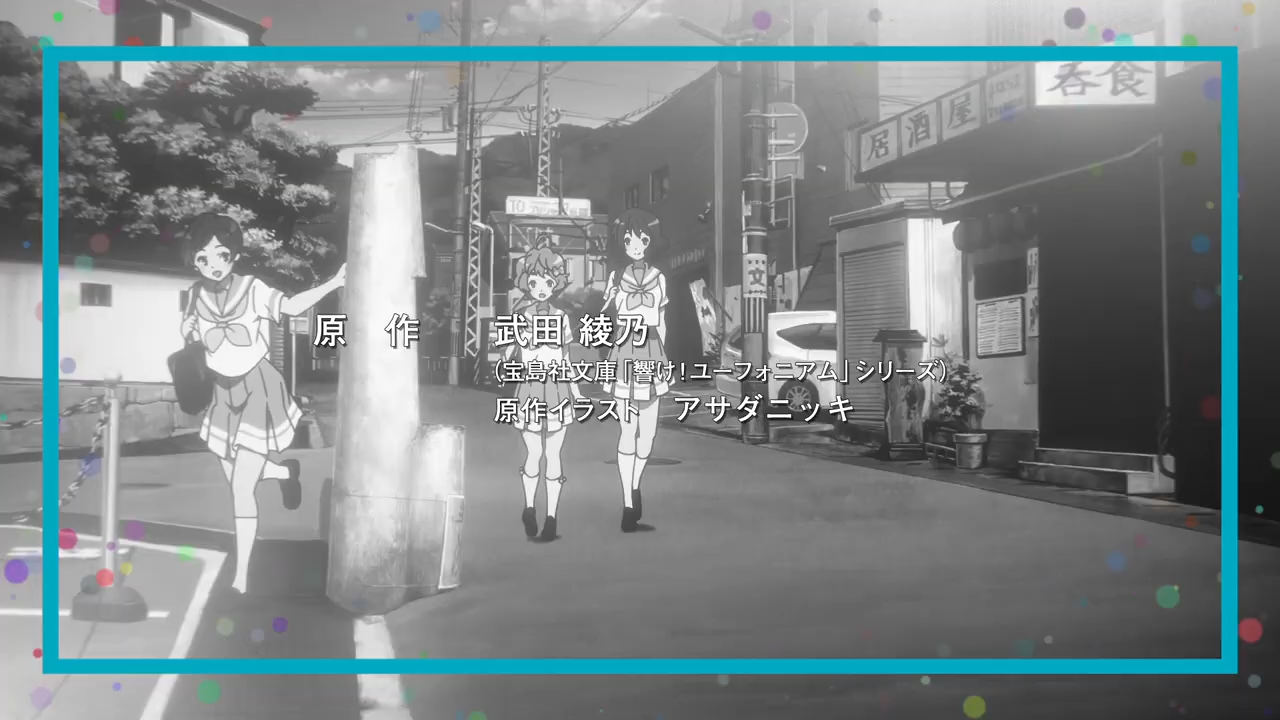 呑食
居酒屋
TO
文
原 作 武田 綾乃
(宝島社文庫「響け!ユーフォニアム」シリーズ)
原作イラスト アサダニッキ